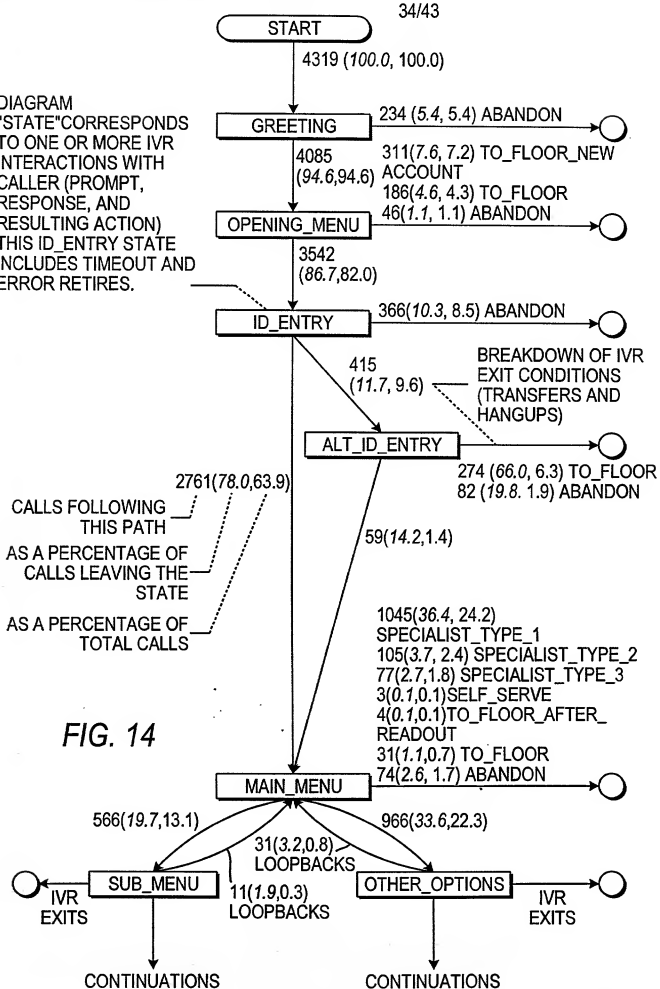 34/43
START
4319 (100.0, 100.0)
DIAGRAM
"STATE"CORRESPONDS
TO ONE OR MORE IVR
INTERACTIONS WITH
CALLER (PROMPT,
RESPONSE, AND
RESULTING ACTION)
THIS ID_ENTRY STATE
INCLUDES TIMEOUT AND
ERROR RETIRES.
GREETING
234 (5.4, 5.4) ABANDON
4085
(94.6,94.6)
311(7.6, 7.2) TO_FLOOR_NEW
ACCOUNT
186(4.6, 4.3) TO_FLOOR
46(1.1, 1.1) ABANDON
OPENING_MENU
3542
(86.7,82.0)
ID_ENTRY
366(10.3, 8.5) ABANDON
415
(11.7, 9.6)
BREAKDOWN OF IVR
EXIT CONDITIONS
(TRANSFERS AND
HANGUPS)
ALT_ID_ENTRY
274 (66.0, 6.3) TO_FLOOR
82 (19.8. 1.9) ABANDON
2761(78.0,63.9)
CALLS FOLLOWING
THIS PATH
AS A PERCENTAGE OF
CALLS LEAVING THE
STATE
AS A PERCENTAGE OF
TOTAL CALLS
59(14.2,1.4)
1045(36.4, 24.2)
SPECIALIST_TYPE_1
105(3.7, 2.4) SPECIALIST_TYPE_2
77(2.7,1.8) SPECIALIST_TYPE_3
3(0.1,0.1)SELF_SERVE
4(0.1,0.1)TO_FLOOR_AFTER_
READOUT
31(1.1,0.7) TO_FLOOR
74(2.6, 1.7) ABANDON
FIG. 14
MAIN_MENU
566(19.7,13.1)
31(3.2,0.8)
LOOPBACKS
966(33.6,22.3)
SUB_MENU
11(1.9,0.3)
LOOPBACKS
OTHER_OPTIONS
IVR
EXITS
IVR
EXITS
CONTINUATIONS
CONTINUATIONS